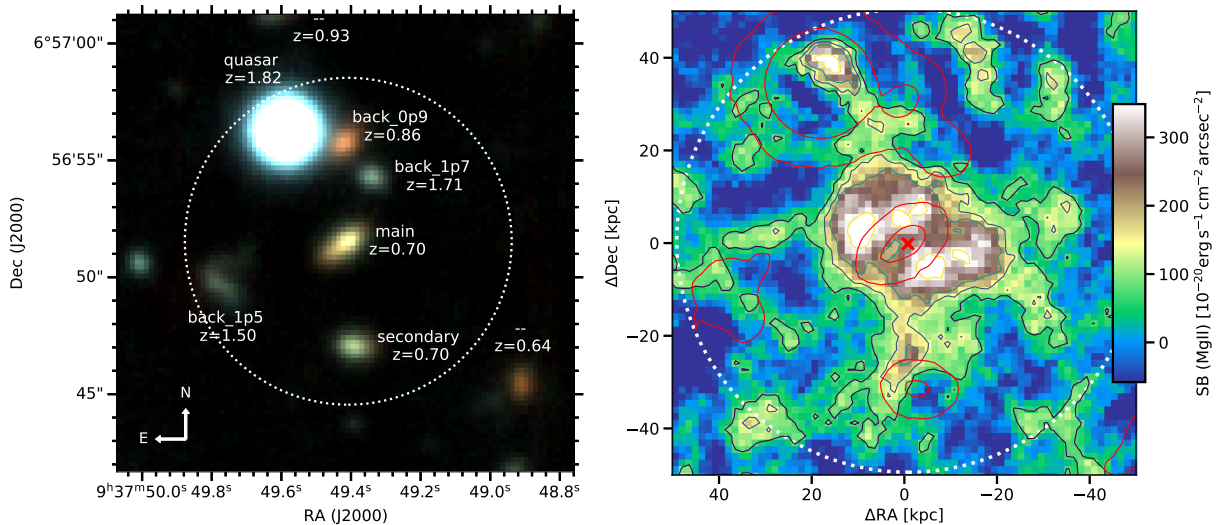 6°57'00"
56'55"
50"
45"
Dec (J2000)
9ʰ37ᵐ50.0ˢ
49.8ˢ
49.6ˢ
49.4ˢ
49.2ˢ
49.0ˢ
48.8ˢ
RA (J2000)
--
z=0.93
quasar
z=1.82
back_0p9
z=0.86
back_1p7
z=1.71
main
z=0.70
back_1p5
z=1.50
secondary
z=0.70
--
z=0.64
N
E
40
20
0
−20
−40
ΔDec [kpc]
40
20
0
−20
−40
ΔRA [kpc]
300
200
100
0
SB (MgII) [10⁻²⁰ erg s⁻¹ cm⁻² arcsec⁻²]